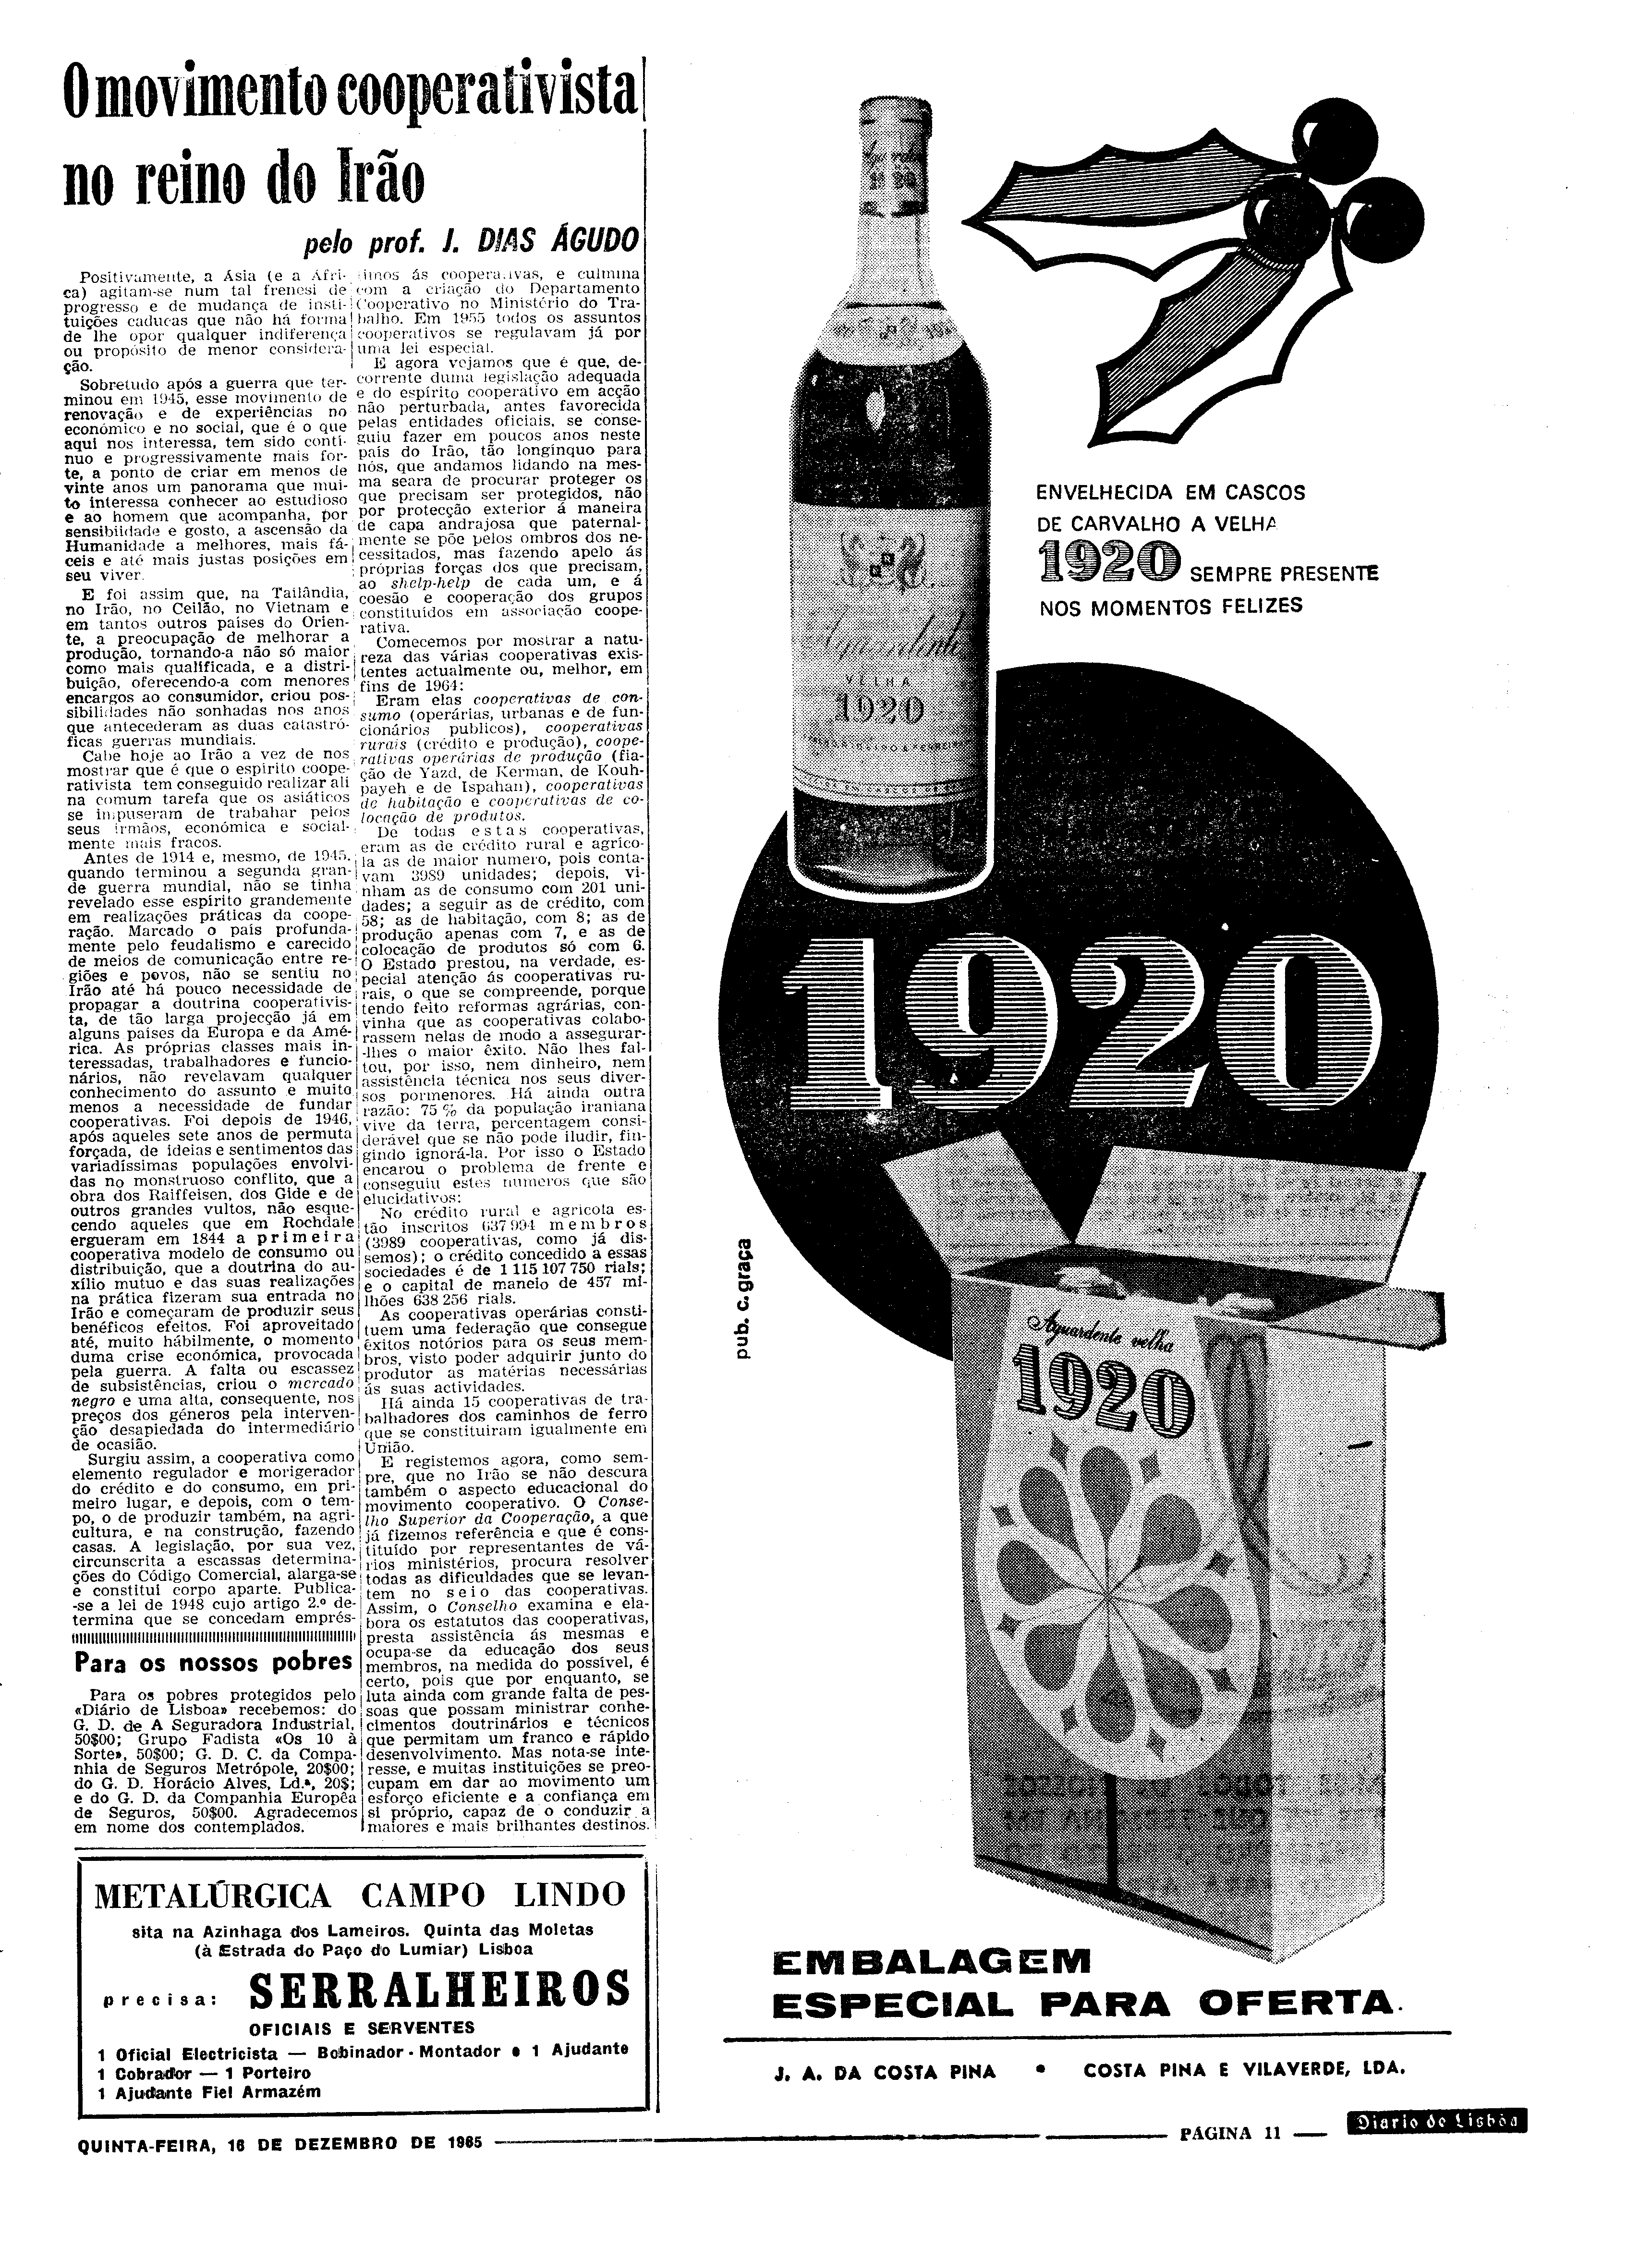 O movimento cooperativista
no reino do Irão
pelo prof. J. DIAS ÁGUDO
Positivamente, a Ásia (e a Áfri-
ca) agitam-se num tal frenesi de
progresso e de mudança de insti-
tuições caducas que não há forma
de lhe opor qualquer indiferença
ou propósito de menor considera-
ção.
Sobretudo após a guerra que ter-
minou em 1945, esse movimento de
renovação e de experiências no
económico e no social, que é o que
aqui nos interessa, tem sido contí-
nuo e progressivamente mais for-
te, a ponto de criar em menos de
vinte anos um panorama que mui-
to interessa conhecer ao estudioso
e ao homem que acompanha, por
sensibilidade e gosto, a ascensão da
Humanidade a melhores, mais fá-
ceis e até mais justas posições em
seu viver.
E foi assim que, na Tailândia,
no Irão, no Ceilão, no Vietnam e
em tantos outros países do Orien-
te, a preocupação de melhorar a
produção, tornando-a não só maior
como mais qualificada, e a distri-
buição, oferecendo-a com menores
encargos ao consumidor, criou pos-
sibilidades não sonhadas nos anos
que antecederam as duas catastró-
ficas guerras mundiais.
Cabe hoje ao Irão a vez de nos
mostrar que é que o espírito coope-
rativista tem conseguido realizar ali
na comum tarefa que os asiáticos
se impuseram de trabahar pelos
seus irmãos, económica e social-
mente mais fracos.
Antes de 1914 e, mesmo, de 1945,
quando terminou a segunda gran-
de guerra mundial, não se tinha
revelado esse espírito grandemente
em realizações práticas da coope-
ração. Marcado o país profunda-
mente pelo feudalismo e carecido
de meios de comunicação entre re-
giões e povos, não se sentiu no
Irão até há pouco necessidade de
propagar a doutrina cooperativis-
ta, de tão larga projecção já em
alguns países da Europa e da Amé-
rica. As próprias classes mais in-
teressadas, trabalhadores e funcio-
nários, não revelavam qualquer
conhecimento do assunto e muito
menos a necessidade de fundar
cooperativas. Foi depois de 1946,
após aqueles sete anos de permuta
forçada, de ideias e sentimentos das
variadíssimas populações envolvi-
das no monstruoso conflito, que a
obra dos Raiffeisen, dos Gide e de
outros grandes vultos, não esque-
cendo aqueles que em Rochdale
ergueram em 1844 a primeira
cooperativa modelo de consumo ou
distribuição, que a doutrina do au-
xílio mutuo e das suas realizações
na prática fizeram sua entrada no
Irão e começaram de produzir seus
benéficos efeitos. Foi aproveitado
até, muito hábilmente, o momento
duma crise económica, provocada
pela guerra. A falta ou escassez
de subsistências, criou o mercado
negro e uma alta, consequente, nos
preços dos géneros pela interven-
ção desapiedada do intermediário
de ocasião.
Surgiu assim, a cooperativa como
elemento regulador e morigerador
do crédito e do consumo, em pri-
meiro lugar, e depois, com o tem-
po, o de produzir também, na agri-
cultura, e na construção, fazendo
casas. A legislação, por sua vez,
circunscrita a escassas determina-
ções do Código Comercial, alarga-se
e constitui corpo aparte. Publica-
-se a lei de 1948 cujo artigo 2.º de-
termina que se concedam emprés-
timos ás cooperativas, e culmina
com a criação do Departamento
Cooperativo no Ministério do Tra-
balho. Em 1955 todos os assuntos
cooperativos se regulavam já por
uma lei especial.
E agora vejamos que é que, de-
corrente duma legislação adequada
e do espírito cooperativo em acção
não perturbada, antes favorecida
pelas entidades oficiais, se conse-
guiu fazer em poucos anos neste
país do Irão, tão longínquo para
nós, que andamos lidando na mes-
ma seara de procurar proteger os
que precisam ser protegidos, não
por protecção exterior á maneira
de capa andrajosa que paternal-
mente se põe pelos ombros dos ne-
cessitados, mas fazendo apelo ás
próprias forças dos que precisam,
ao shelp-help de cada um, e á
coesão e cooperação dos grupos
constituídos em associação coope-
rativa.
Comecemos por mostrar a natu-
reza das várias cooperativas exis-
tentes actualmente ou, melhor, em
fins de 1964:
Eram elas cooperativas de con-
sumo (operárias, urbanas e de fun-
cionários publicos), cooperativas
rurais (crédito e produção), coope-
rativas operárias de produção (fia-
ção de Yazd, de Kerman, de Kouh-
payeh e de Ispahan), cooperativas
de habitação e cooperativas de co-
locação de produtos.
De todas estas cooperativas,
eram as de crédito rural e agríco-
la as de maior numero, pois conta-
vam 3989 unidades; depois, vi-
nham as de consumo com 201 uni-
dades; a seguir as de crédito, com
58; as de habitação, com 8; as de
produção apenas com 7, e as de
colocação de produtos só com 6.
O Estado prestou, na verdade, es-
pecial atenção ás cooperativas ru-
rais, o que se compreende, porque
tendo feito reformas agrárias, con-
vinha que as cooperativas colabo-
rassem nelas de modo a assegurar-
-lhes o maior êxito. Não lhes fal-
tou, por isso, nem dinheiro, nem
assistência técnica nos seus diver-
sos pormenores. Há ainda outra
razão: 75 % da população iraniana
vive da terra, percentagem consi-
derável que se não pode iludir, fin-
gindo ignorá-la. Por isso o Estado
encarou o problema de frente e
conseguiu estes numeros que são
elucidativos:
No crédito rural e agrícola es-
tão inscritos 637 994 membros
(3989 cooperativas, como já dis-
semos); o crédito concedido a essas
sociedades é de 1 115 107 750 rials;
e o capital de maneio de 457 mi-
lhões 638 256 rials.
As cooperativas operárias consti-
tuem uma federação que consegue
êxitos notórios para os seus mem-
bros, visto poder adquirir junto do
produtor as matérias necessárias
ás suas actividades.
Há ainda 15 cooperativas de tra-
balhadores dos caminhos de ferro
que se constituiram igualmente em
União.
E registemos agora, como sem-
pre, que no Irão se não descura
também o aspecto educacional do
movimento cooperativo. O Conse-
lho Superior da Cooperação, a que
já fizemos referência e que é cons-
tituído por representantes de vá-
rios ministérios, procura resolver
todas as dificuldades que se levan-
tem no seio das cooperativas.
Assim, o Conselho examina e ela-
bora os estatutos das cooperativas,
presta assistência ás mesmas e
ocupa-se da educação dos seus
membros, na medida do possível, é
certo, pois que por enquanto, se
luta ainda com grande falta de pes-
soas que possam ministrar conhe-
cimentos doutrinários e técnicos
que permitam um franco e rápido
desenvolvimento. Mas nota-se inte-
resse, e muitas instituições se preo-
cupam em dar ao movimento um
esforço eficiente e a confiança em
si próprio, capaz de o conduzir a
maiores e mais brilhantes destinos.
Para os nossos pobres
Para os pobres protegidos pelo
«Diário de Lisboa» recebemos: do
G. D. de A Seguradora Industrial,
50$00; Grupo Fadista «Os 10 à
Sorte», 50$00; G. D. C. da Compa-
nhia de Seguros Metrópole, 20$00;
do G. D. Horácio Alves, Ld.ª, 20$;
e do G. D. da Companhia Europêa
de Seguros, 50$00. Agradecemos
em nome dos contemplados.
METALÚRGICA CAMPO LINDO
sita na Azinhaga dos Lameiros. Quinta das Moletas
(à Estrada do Paço do Lumiar) Lisboa
precisa: SERRALHEIROS
OFICIAIS E SERVENTES
1 Oficial Electricista — Bobinador - Montador • 1 Ajudante
1 Cobrador — 1 Porteiro
1 Ajudante Fiel Armazém
1920
Aguardente
VELHA
1920
ENVELHECIDA EM CASCOS
DE CARVALHO A VELHA
1920 SEMPRE PRESENTE
NOS MOMENTOS FELIZES
1920
pub. c. graça
Aguardente velha
1920
EMBALAGEM
ESPECIAL PARA OFERTA.
J. A. DA COSTA PINA • COSTA PINA E VILAVERDE, LDA.
QUINTA-FEIRA, 16 DE DEZEMBRO DE 1965 — PÁGINA 11 — Diario de Lisbôa